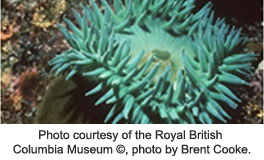 Photo courtesy of the Royal British
Columbia Museum ©, photo by Brent Cooke.